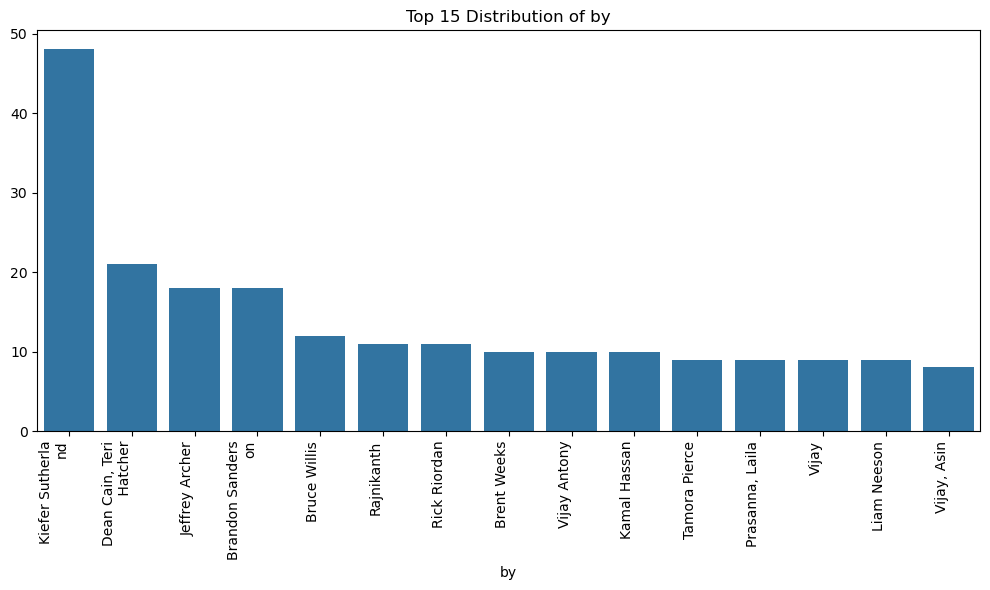 Top 15 Distribution of by
50
40
30
20
10
0
Kiefer Sutherla
nd
Dean Cain, Teri
Hatcher
Jeffrey Archer
Brandon Sanders
on
Bruce Willis
Rajnikanth
Rick Riordan
Brent Weeks
Vijay Antony
Kamal Hassan
Tamora Pierce
Prasanna, Laila
Vijay
Liam Neeson
Vijay, Asin
by